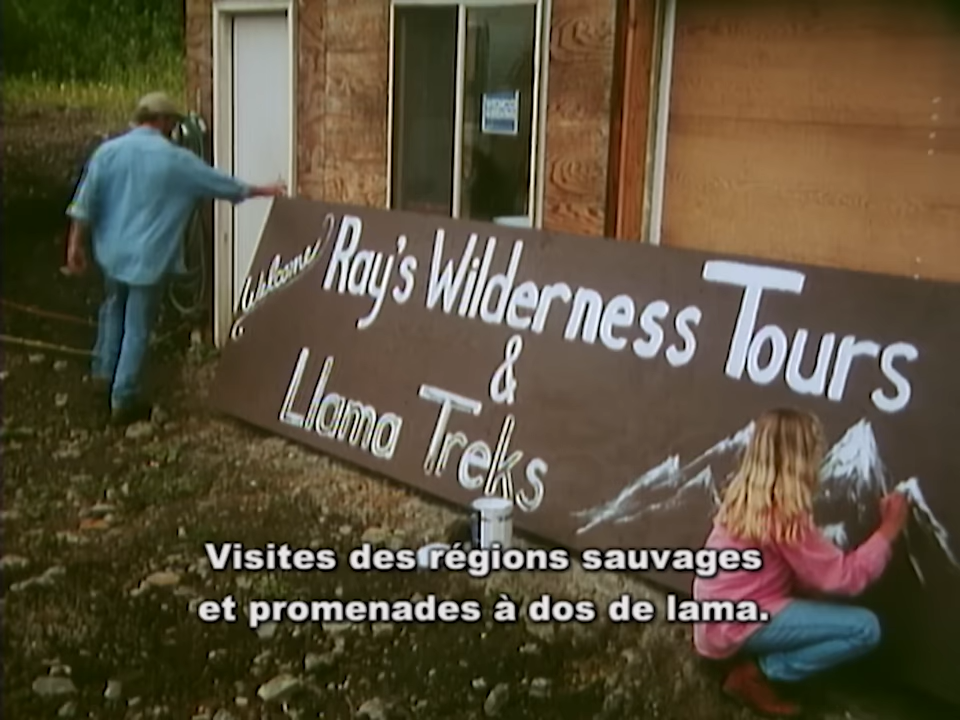 Welcome
Ray's Wilderness Tours
&
Llama Treks
Visites des régions sauvages
et promenades à dos de lama.